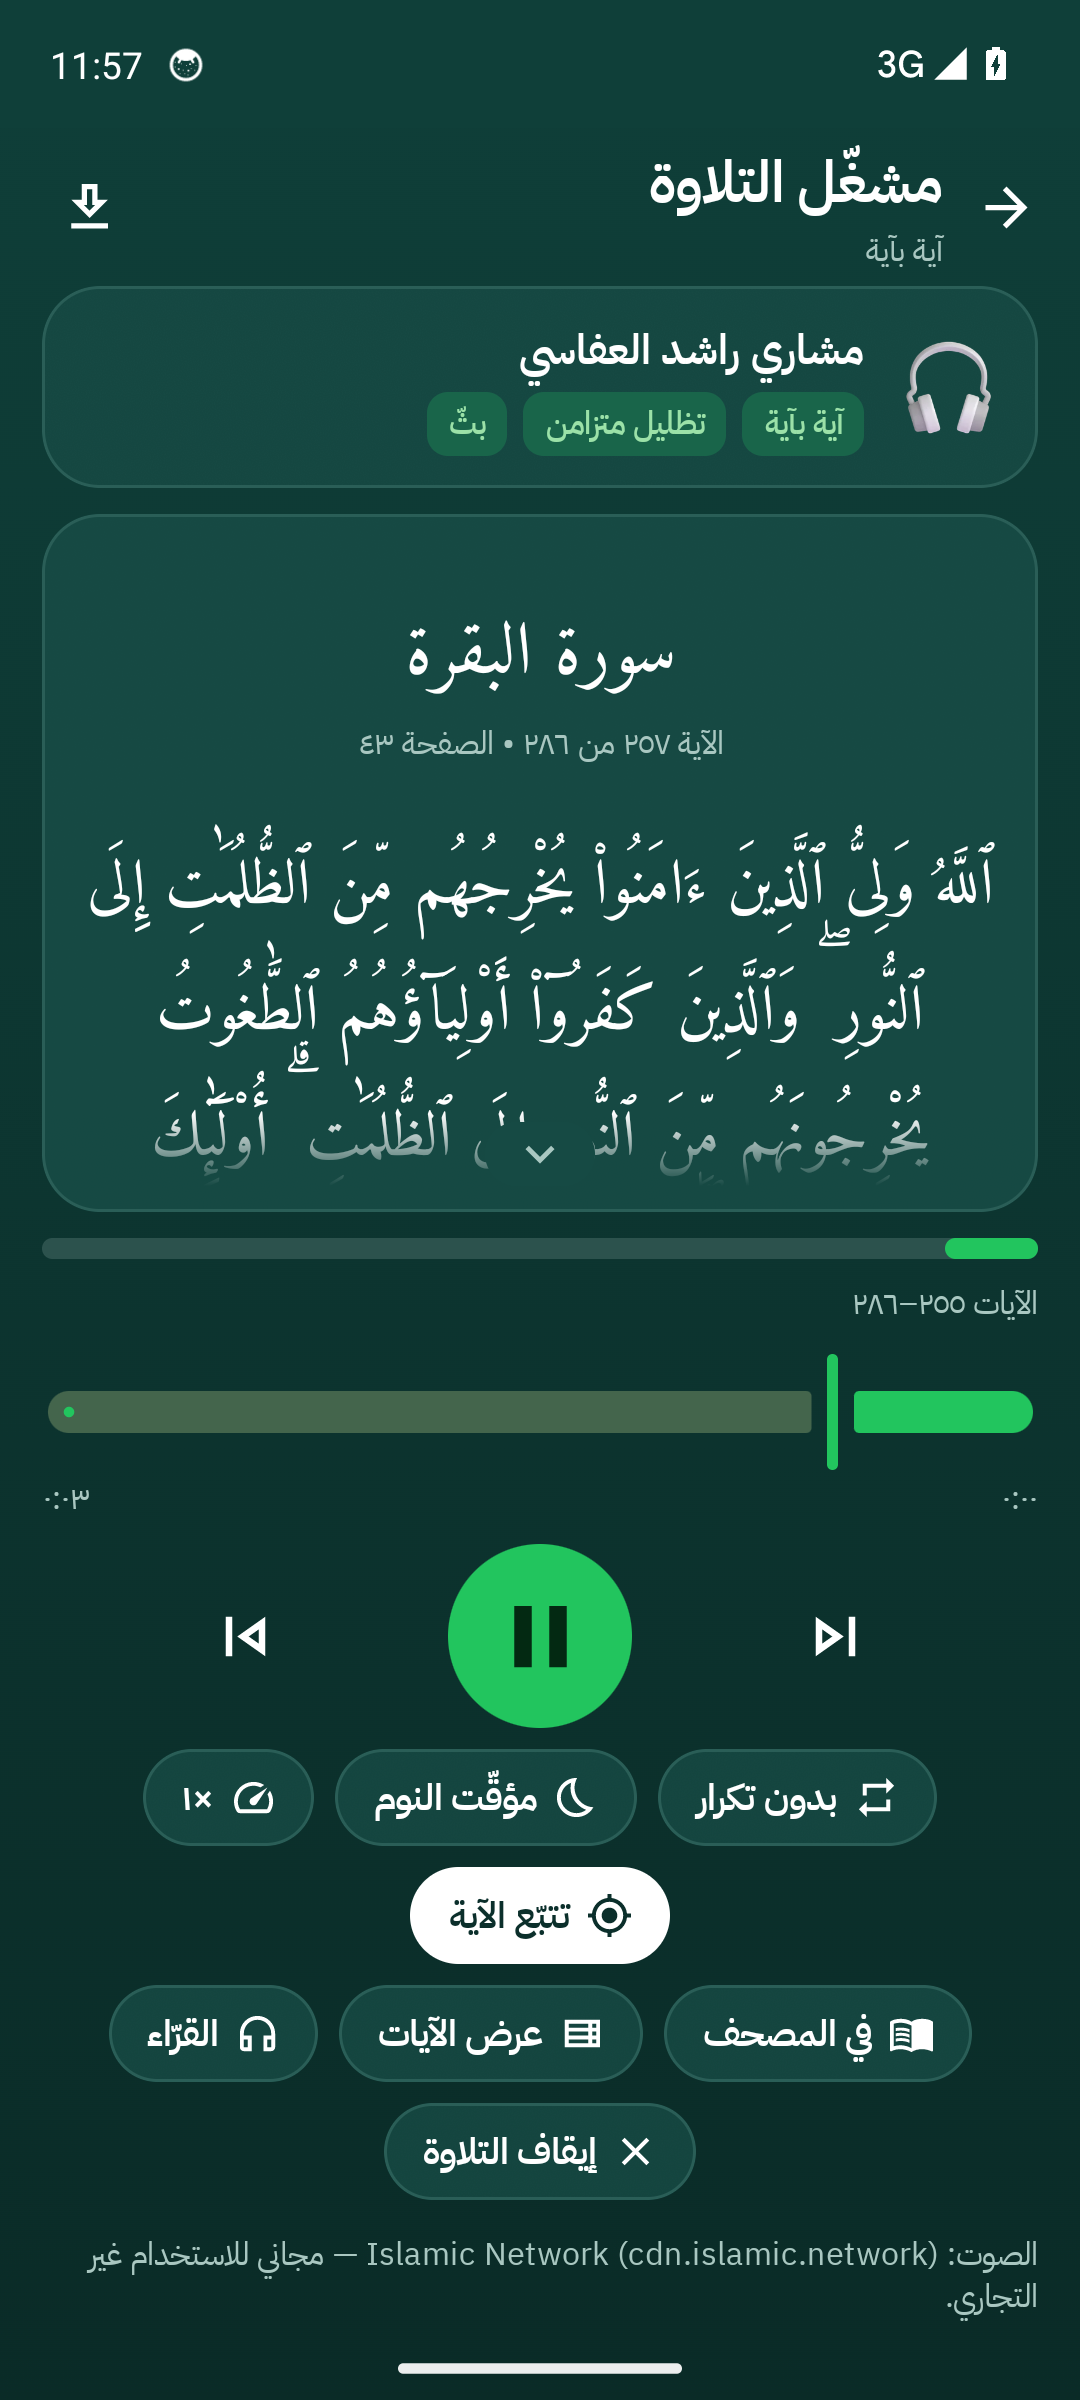 11:57 3G
مشغّل التلاوة
آية بآية
مشاري راشد العفاسي
آية بآية تظليل متزامن بثّ
سورة البقرة
الآية ٢٥٧ من ٢٨٦ • الصفحة ٤٣
ٱللَّهُ وَلِىُّ ٱلَّذِينَ ءَامَنُوا۟ يُخْرِجُهُم مِّنَ ٱلظُّلُمَٰتِ إِلَى
ٱلنُّورِ ۖ وَٱلَّذِينَ كَفَرُوٓا۟ أَوْلِيَآؤُهُمُ ٱلطَّٰغُوتُ
يُخْرِجُونَهُم مِّنَ ٱلظُّلُمَٰتِ ۗ أُو۟لَٰٓئِكَ
الآيات ٢٥٥–٢٨٦
٠:٠٠ ٠:٠٣
بدون تكرار مؤقّت النوم ١×
تتبّع الآية
في المصحف عرض الآيات القرّاء
إيقاف التلاوة
الصوت: Islamic Network (cdn.islamic.network) — مجاني للاستخدام غير
التجاري.